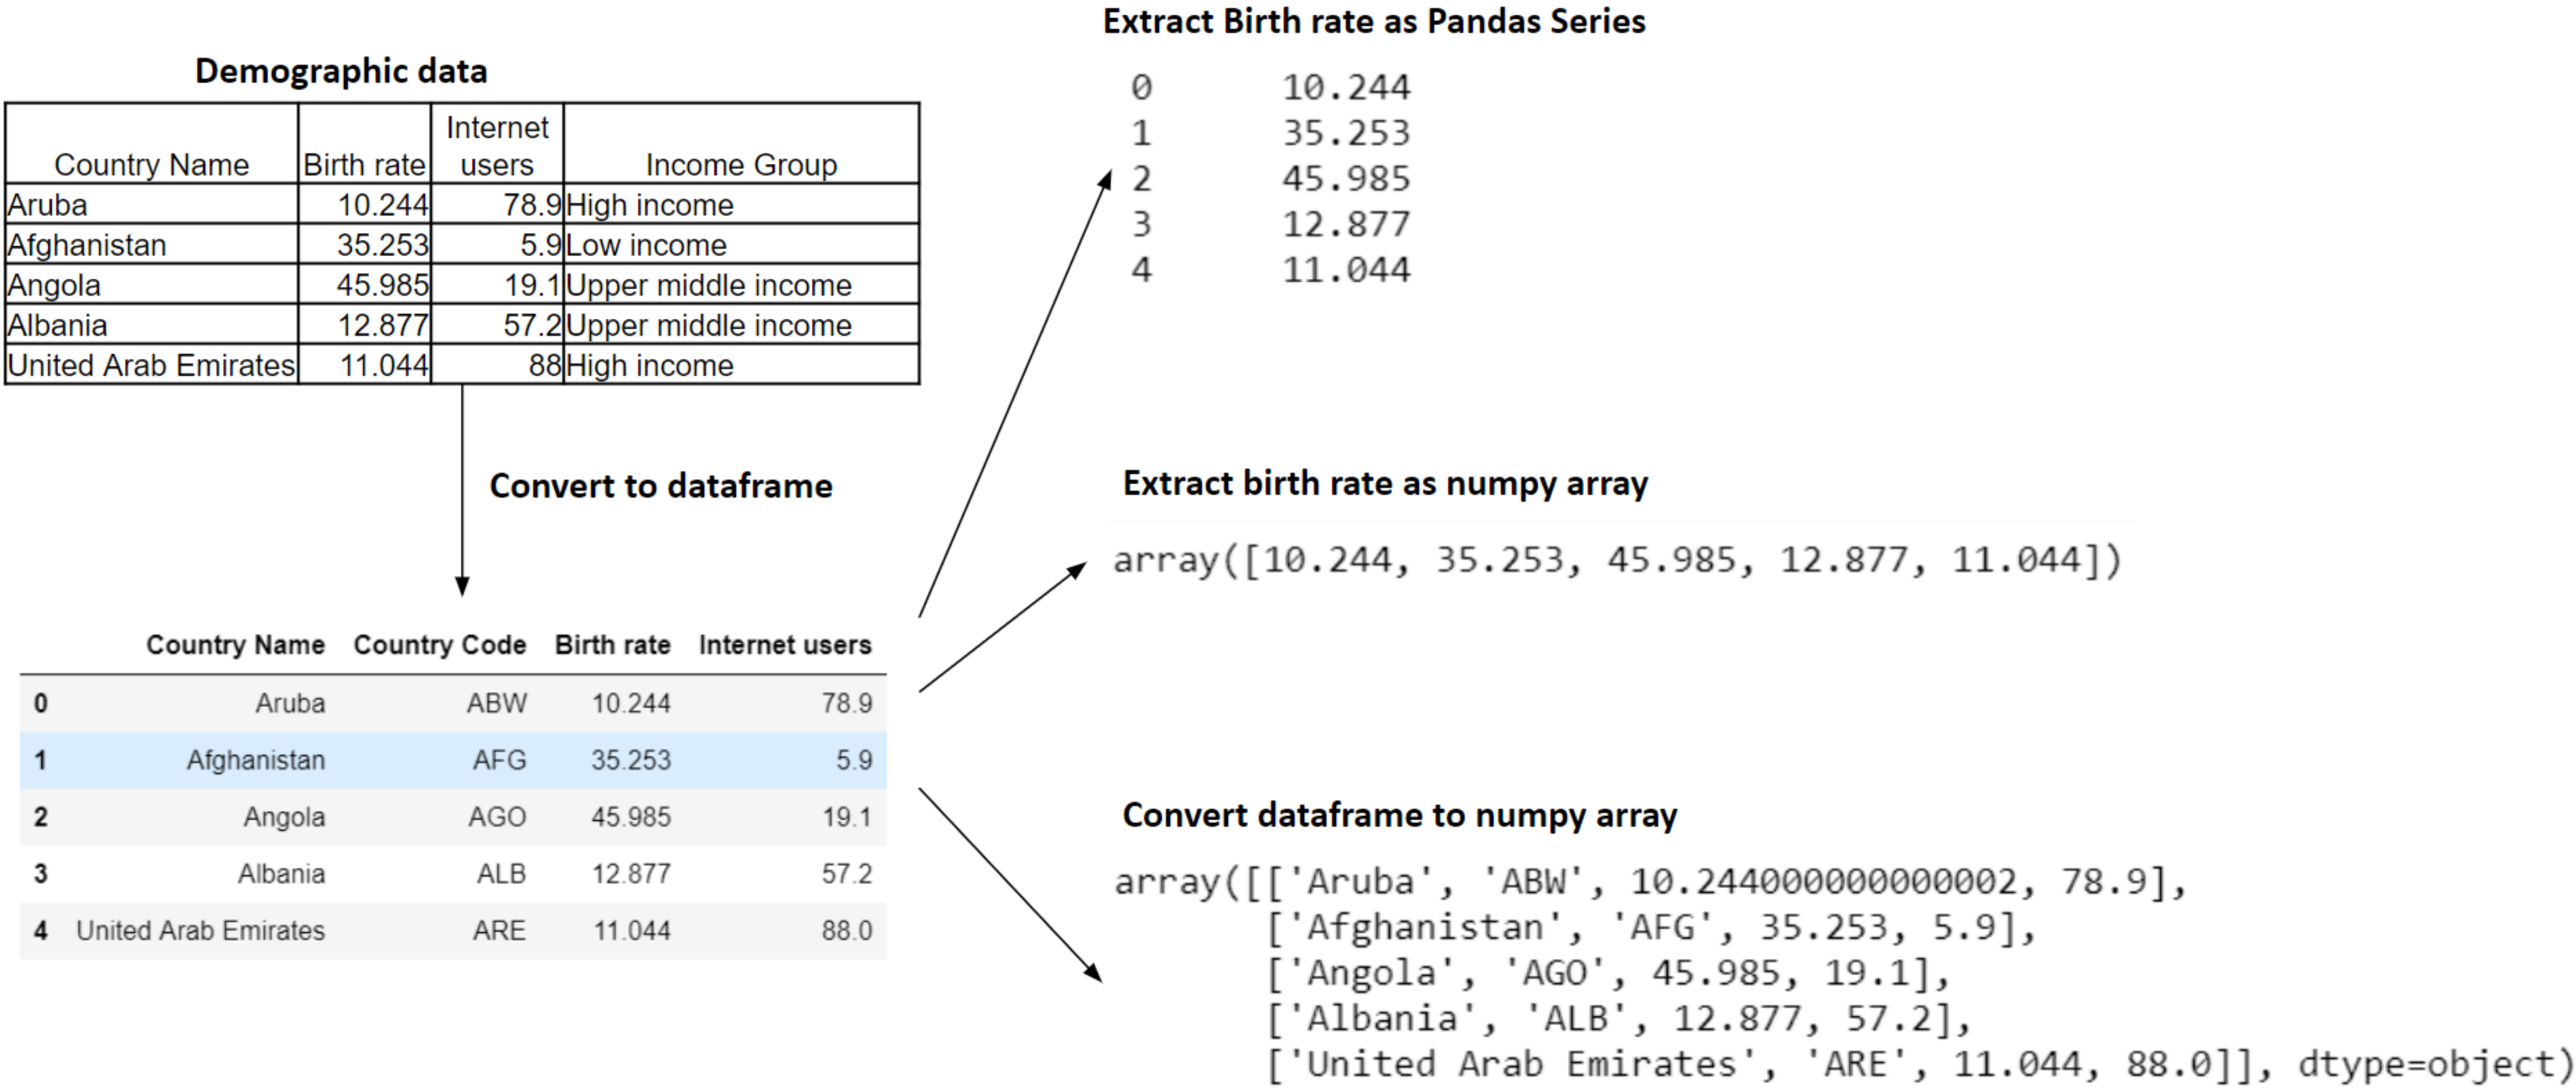 Demographic data
Country Name Birth rate Internet users Income Group
Aruba 10.244 78.9 High income
Afghanistan 35.253 5.9 Low income
Angola 45.985 19.1 Upper middle income
Albania 12.877 57.2 Upper middle income
United Arab Emirates 11.044 88 High income
Convert to dataframe
Country Name Country Code Birth rate Internet users
0 Aruba ABW 10.244 78.9
1 Afghanistan AFG 35.253 5.9
2 Angola AGO 45.985 19.1
3 Albania ALB 12.877 57.2
4 United Arab Emirates ARE 11.044 88.0
Extract Birth rate as Pandas Series
0 10.244
1 35.253
2 45.985
3 12.877
4 11.044
Extract birth rate as numpy array
array([10.244, 35.253, 45.985, 12.877, 11.044])
Convert dataframe to numpy array
array([['Aruba', 'ABW', 10.244000000000002, 78.9],
['Afghanistan', 'AFG', 35.253, 5.9],
['Angola', 'AGO', 45.985, 19.1],
['Albania', 'ALB', 12.877, 57.2],
['United Arab Emirates', 'ARE', 11.044, 88.0]], dtype=object)